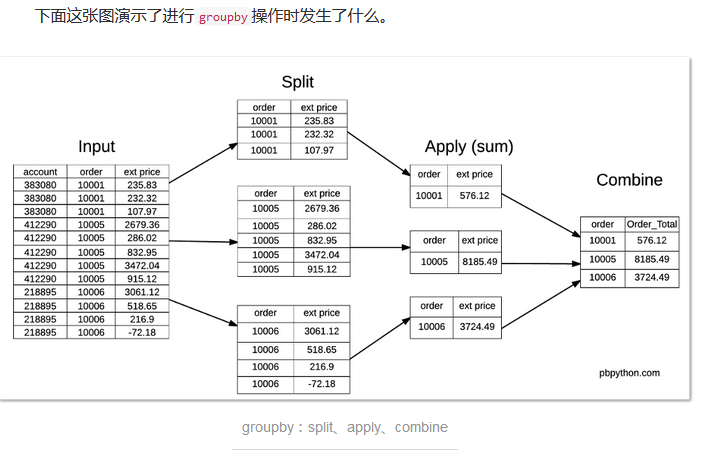 下面这张图演示了进行 groupby 操作时发生了什么。
Split
order ext price
10001 235.83
10001 232.32
10001 107.97
Input
account order ext price
383080 10001 235.83
383080 10001 232.32
383080 10001 107.97
412290 10005 2679.36
412290 10005 286.02
412290 10005 832.95
412290 10005 3472.04
412290 10005 915.12
218895 10006 3061.12
218895 10006 518.65
218895 10006 216.9
218895 10006 -72.18
order ext price
10005 2679.36
10005 286.02
10005 832.95
10005 3472.04
10005 915.12
order ext price
10006 3061.12
10006 518.65
10006 216.9
10006 -72.18
Apply (sum)
order ext price
10001 576.12
order ext price
10005 8185.49
order ext price
10006 3724.49
Combine
order Order_Total
10001 576.12
10005 8185.49
10006 3724.49
pbpython.com
groupby：split、apply、combine